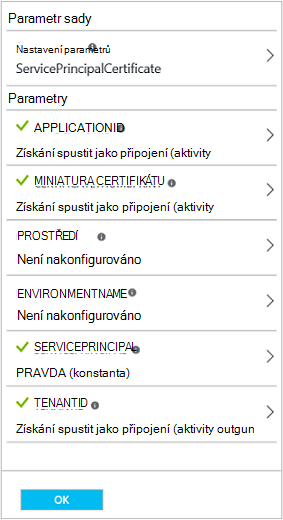 Parametr sady
Nastavení parametrů
ServicePrincipalCertificate
Parametry
APPLICATIONID
Získání spustit jako připojení (aktivity
MINIATURA CERTIFIKÁTU
Získání spustit jako připojení (aktivity
PROSTŘEDÍ
Není nakonfigurováno
ENVIRONMENTNAME
Není nakonfigurováno
SERVICEPRINCIPAL
PRAVDA (konstanta)
TENANTID
Získání spustit jako připojení (aktivity outgun
OK